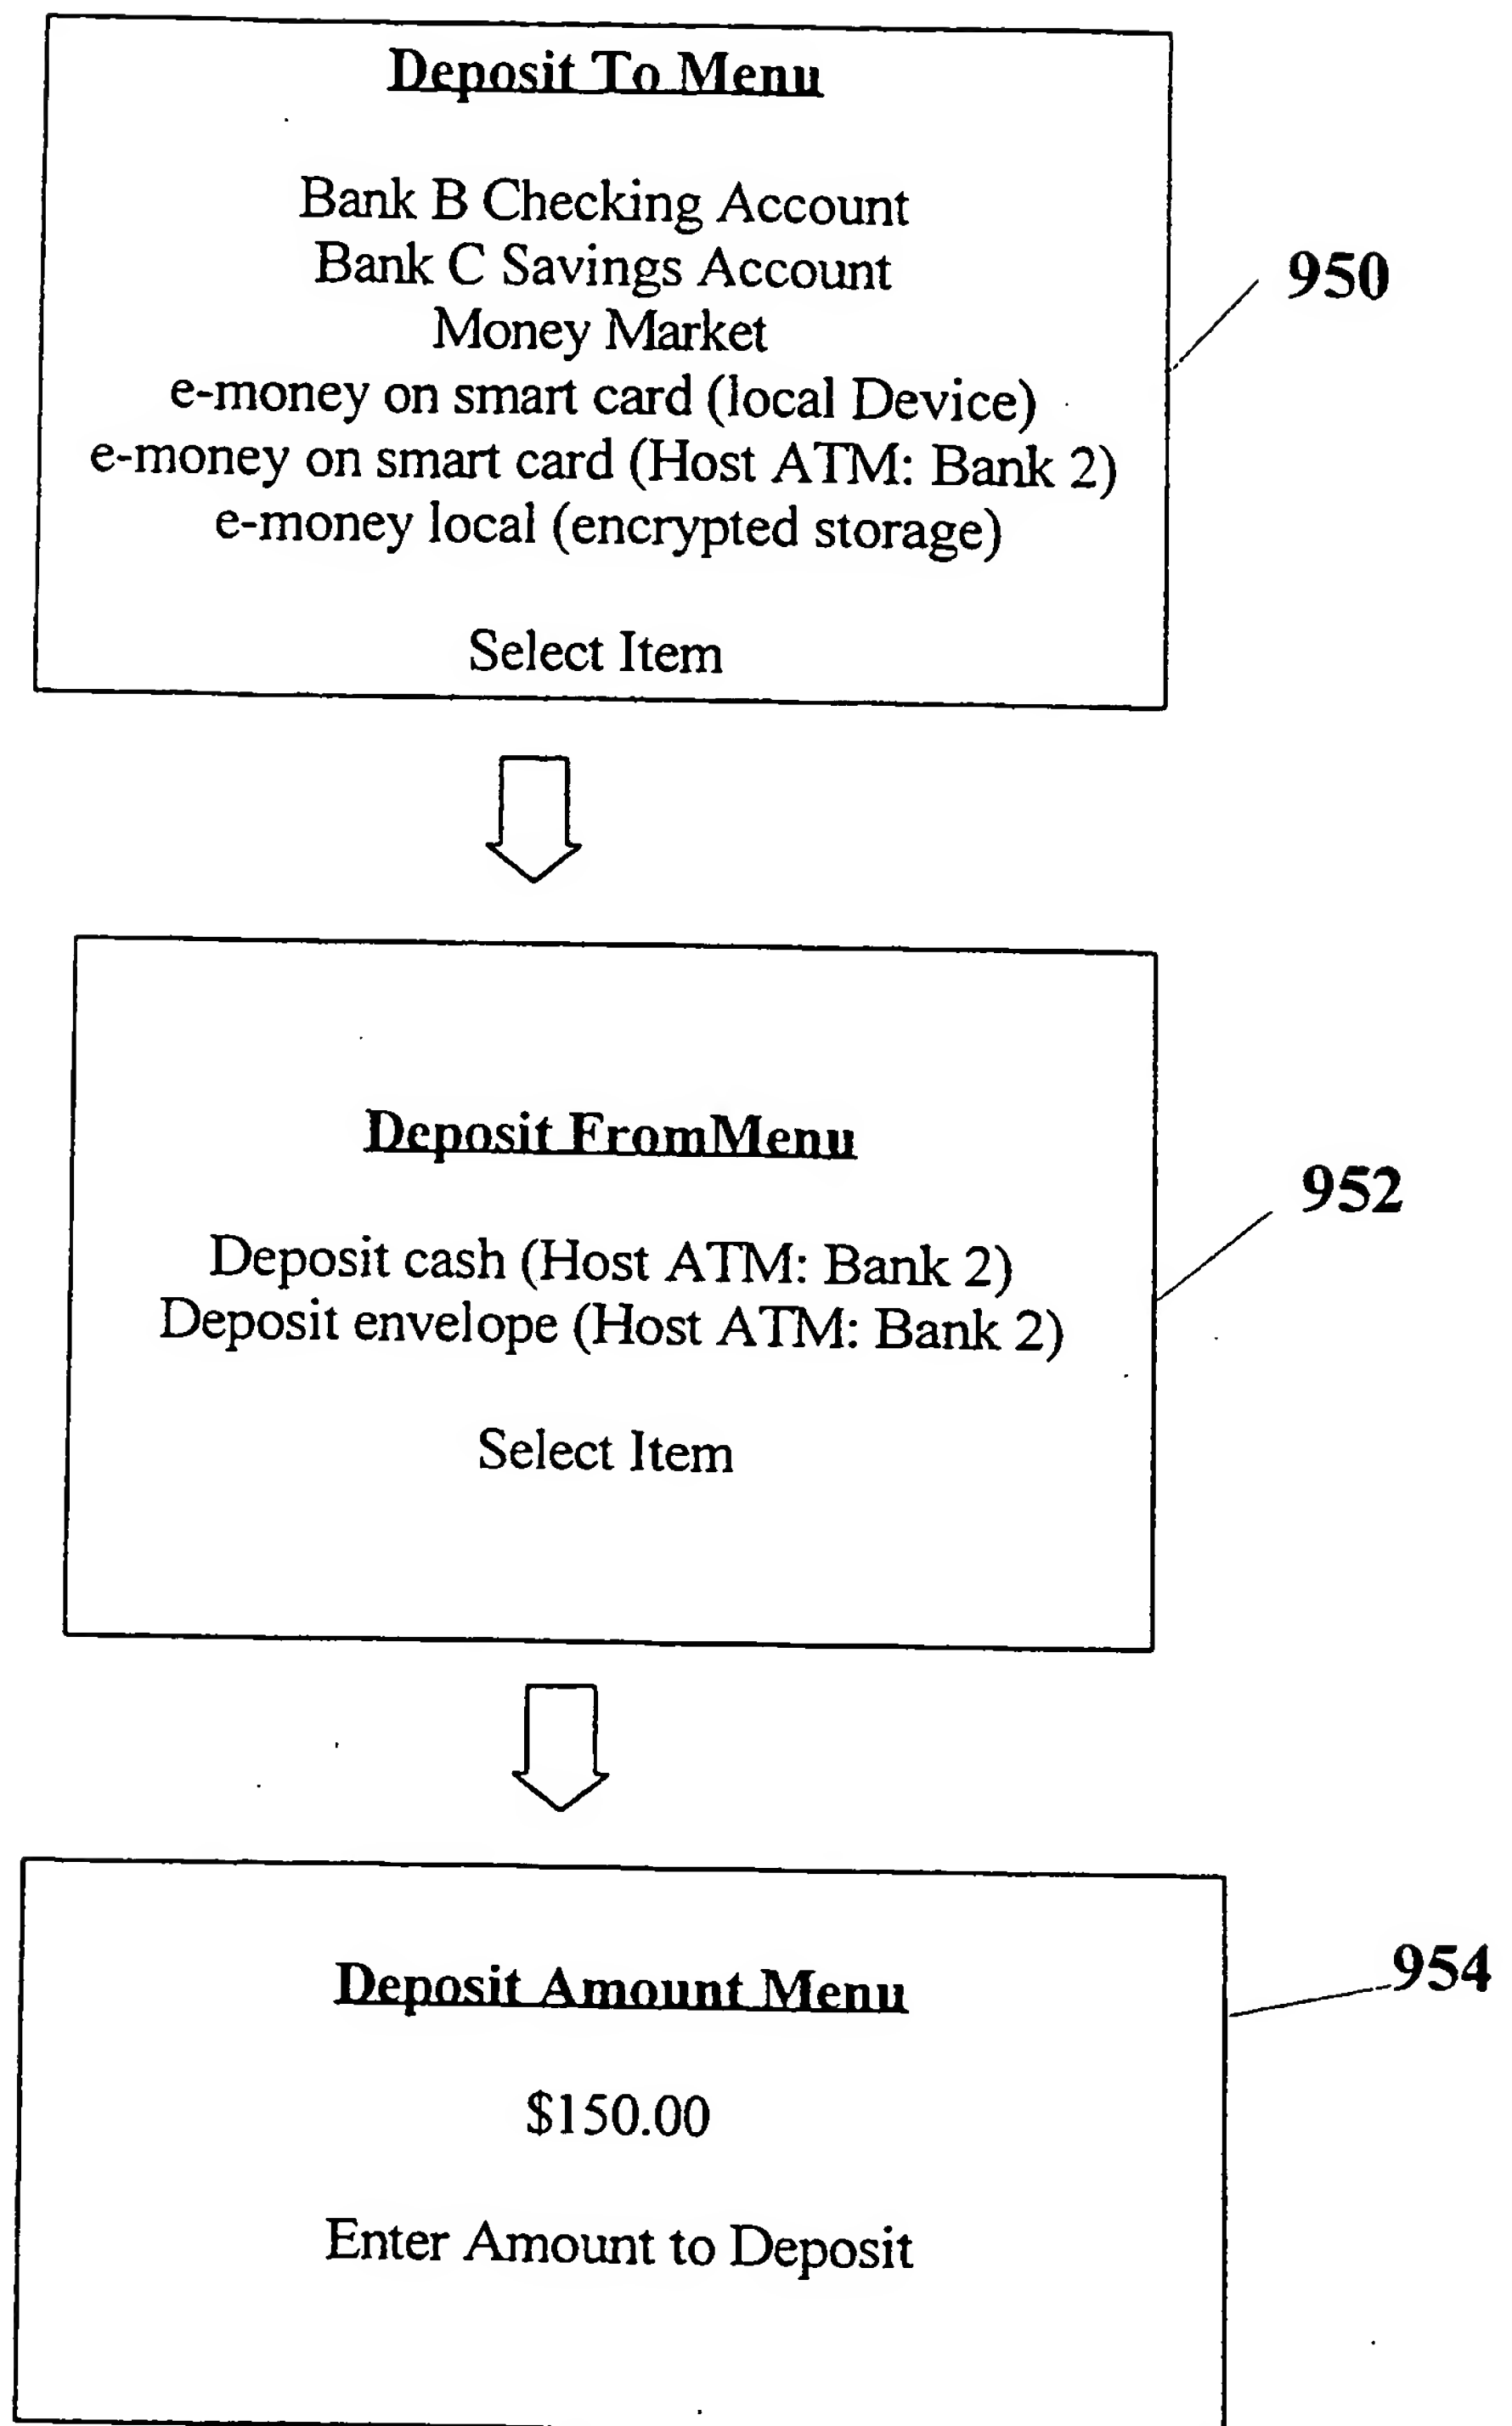 Deposit To Menu
Bank B Checking Account
Bank C Savings Account
Money Market
e-money on smart card (local Device)
e-money on smart card (Host ATM: Bank 2)
e-money local (encrypted storage)
Select Item
950
Deposit FromMenu
Deposit cash (Host ATM: Bank 2)
Deposit envelope (Host ATM: Bank 2)
Select Item
952
Deposit Amount Menu
$150.00
Enter Amount to Deposit
954